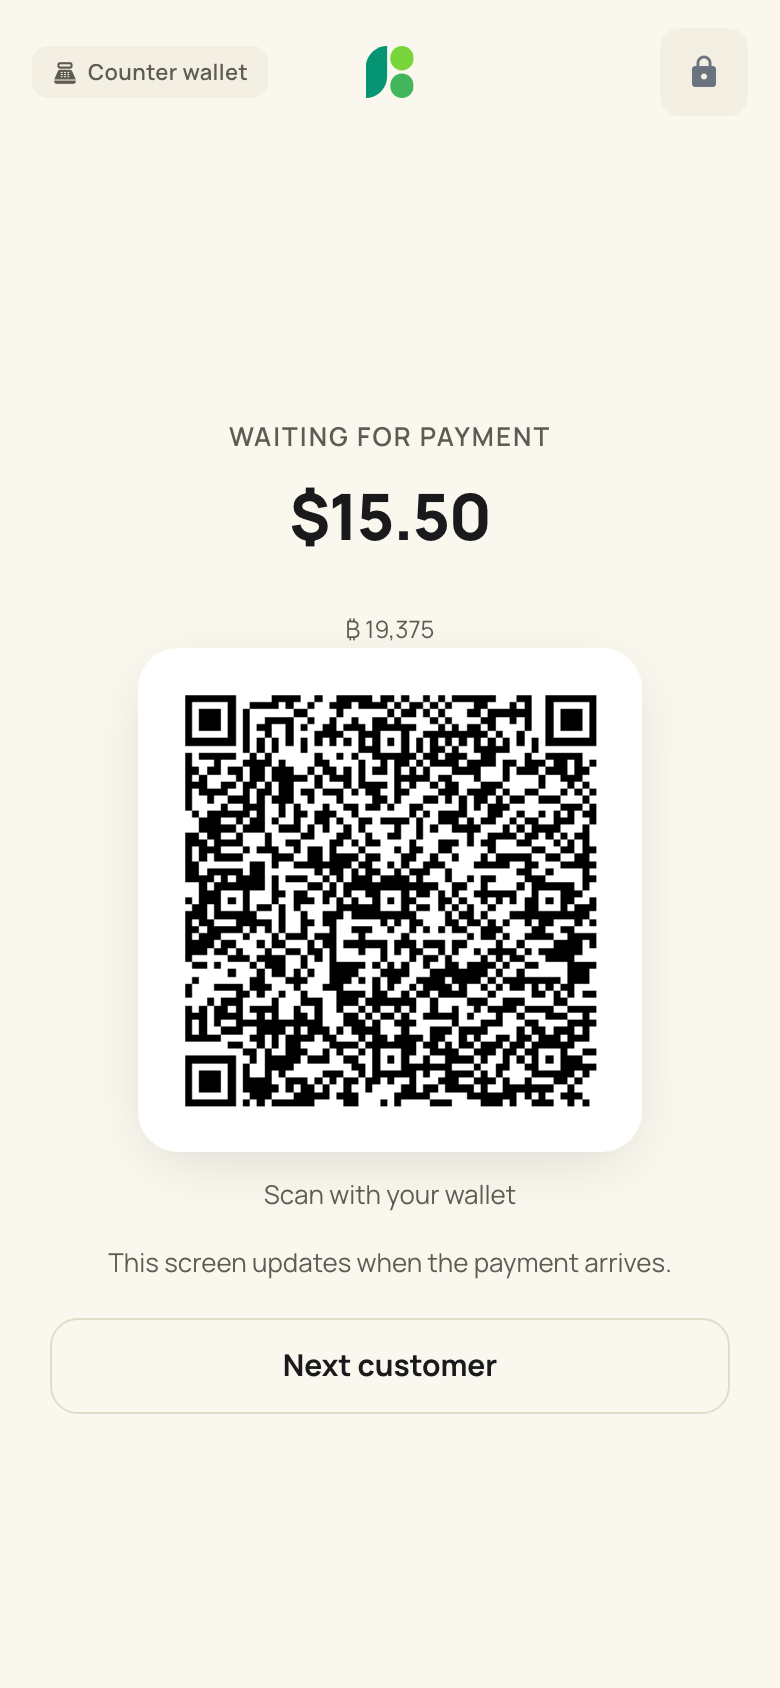 Counter wallet
WAITING FOR PAYMENT
$15.50
₿ 19,375
Scan with your wallet
This screen updates when the payment arrives.
Next customer